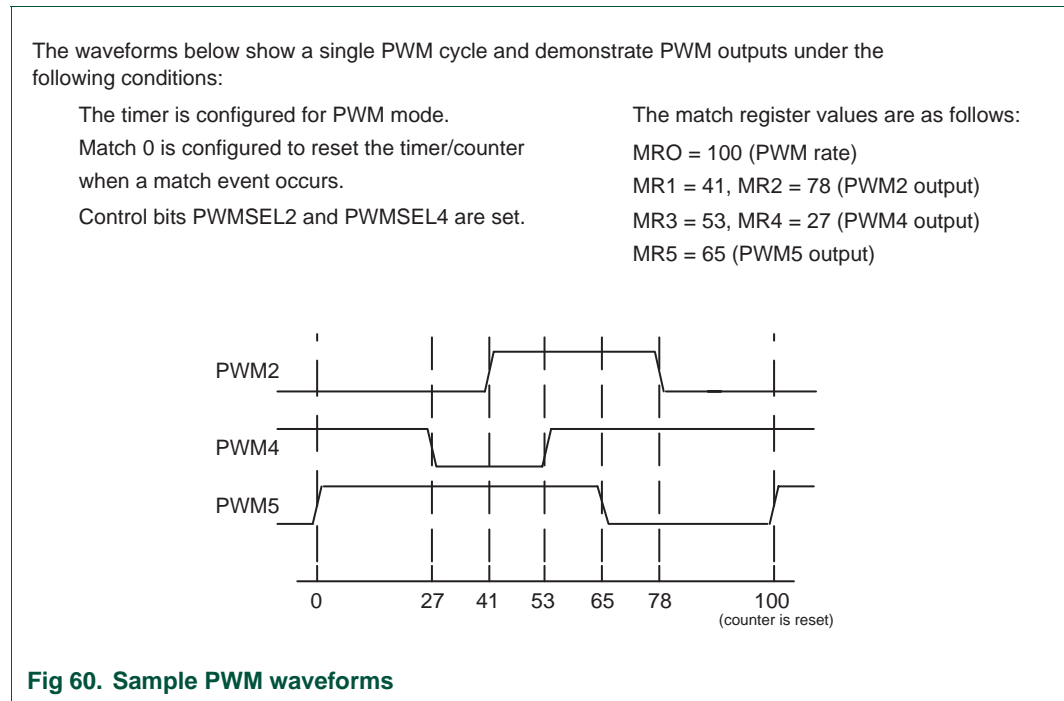 The waveforms below show a single PWM cycle and demonstrate PWM outputs under the
following conditions:
The timer is configured for PWM mode.
Match 0 is configured to reset the timer/counter
when a match event occurs.
Control bits PWMSEL2 and PWMSEL4 are set.
The match register values are as follows:
MRO = 100 (PWM rate)
MR1 = 41, MR2 = 78 (PWM2 output)
MR3 = 53, MR4 = 27 (PWM4 output)
MR5 = 65 (PWM5 output)
PWM2
PWM4
PWM5
0 27 41 53 65 78 100
(counter is reset)
Fig 60. Sample PWM waveforms